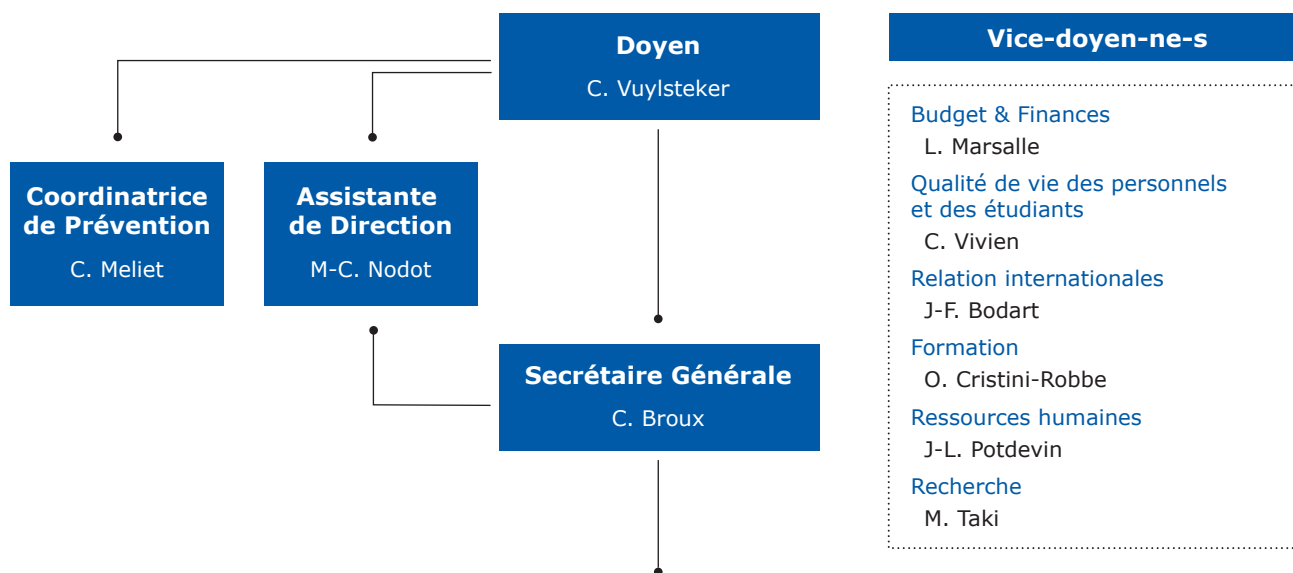 Doyen
C. Vuylsteker
Coordinatrice
de Prévention
C. Meliet
Assistante
de Direction
M-C. Nodot
Secrétaire Générale
C. Broux
Vice-doyen-ne-s
Budget & Finances
L. Marsalle
Qualité de vie des personnels
et des étudiants
C. Vivien
Relation internationales
J-F. Bodart
Formation
O. Cristini-Robbe
Ressources humaines
J-L. Potdevin
Recherche
M. Taki